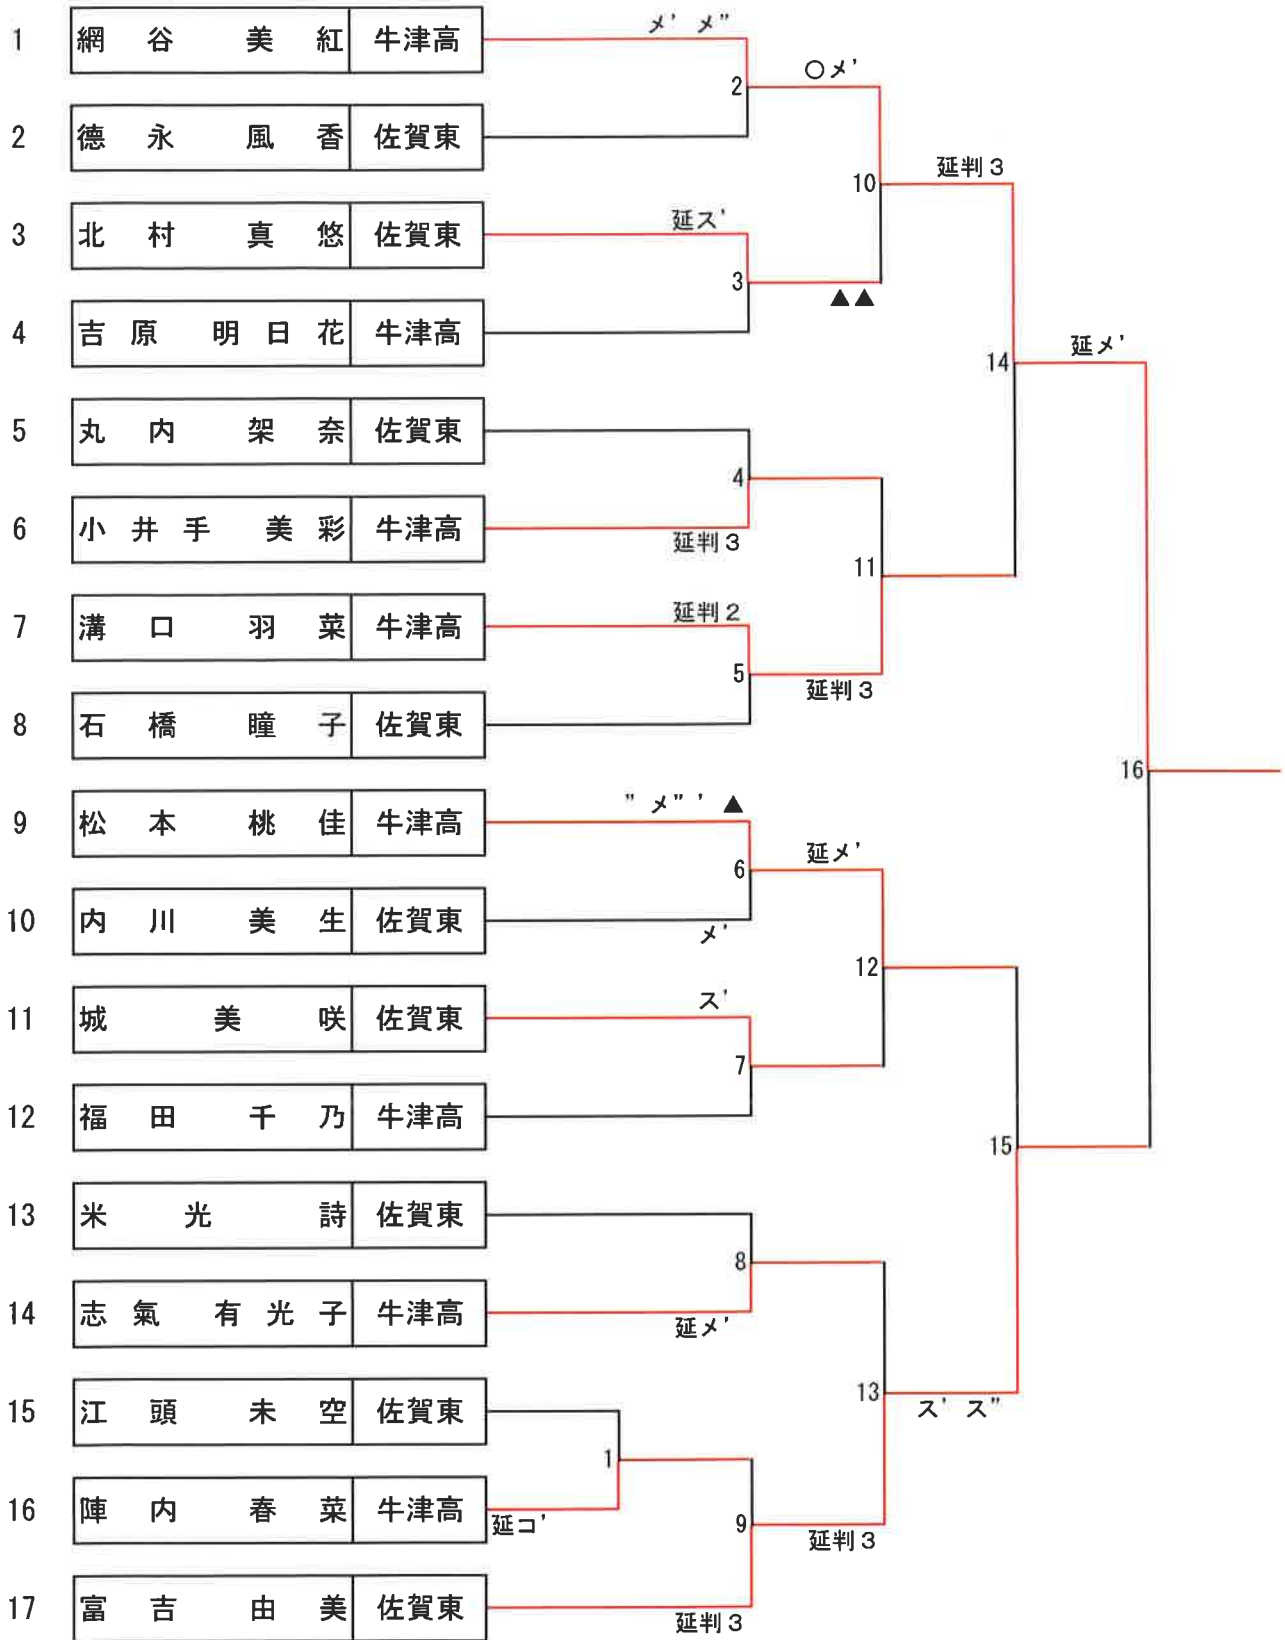 1 網谷 美紅 牛津高
メ' メ"
2
〇メ'
2 德永 風香 佐賀東
10
延判3
3 北村 真悠 佐賀東
延ス'
3
▲▲
4 吉原 明日花 牛津高
14
延メ'
5 丸内 架奈 佐賀東
4
6 小井手 美彩 牛津高
延判3
11
7 溝口 羽菜 牛津高
延判2
5
延判3
8 石橋 瞳子 佐賀東
16
9 松本 桃佳 牛津高
" メ" ' ▲
6
延メ'
10 内川 美生 佐賀東
メ'
12
11 城 美咲 佐賀東
ス'
7
12 福田 千乃 牛津高
15
13 米光 詩 佐賀東
8
14 志氣 有光子 牛津高
延メ'
13
ス' ス"
15 江頭 未空 佐賀東
1
16 陣内 春菜 牛津高
延コ'
9
延判3
17 富吉 由美 佐賀東
延判3